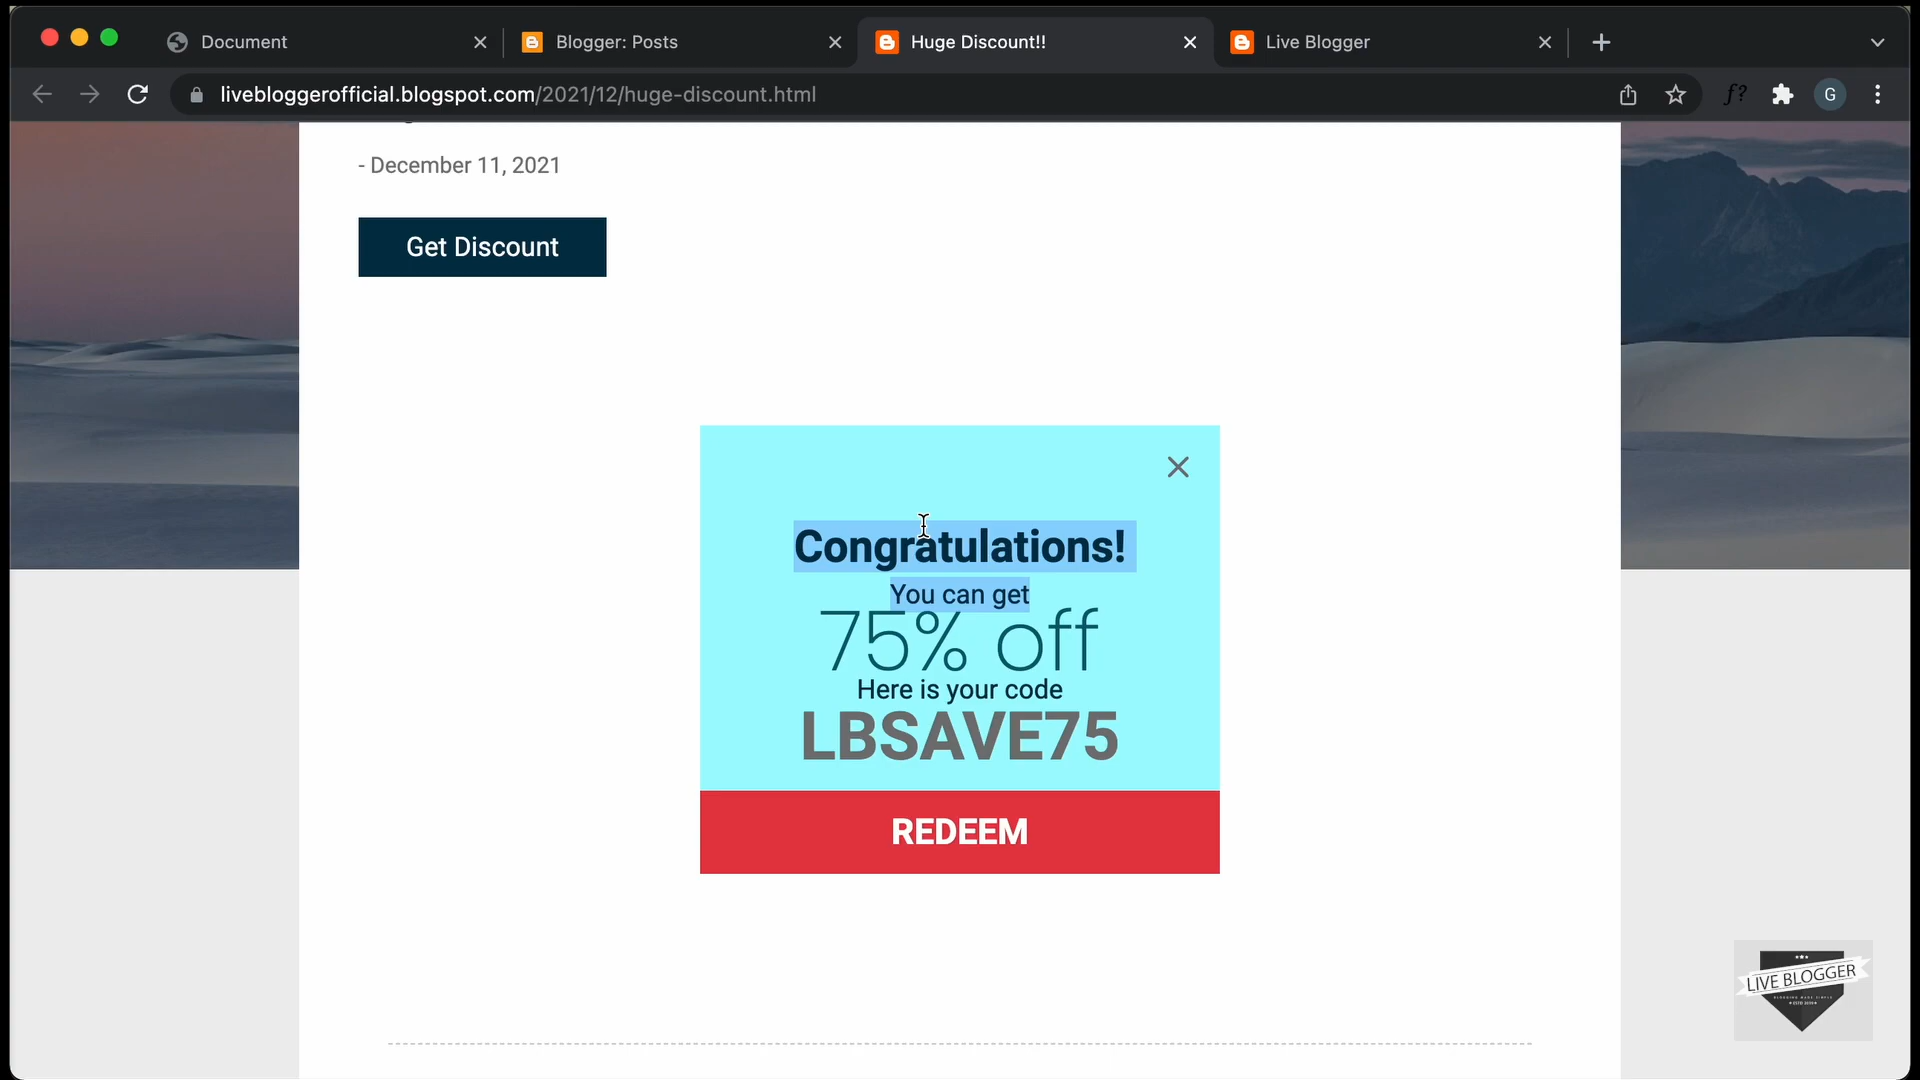 Document
Blogger: Posts
Huge Discount!!
Live Blogger
livebloggerofficial.blogspot.com/2021/12/huge-discount.html
f?
G
- December 11, 2021
Get Discount
Congratulations!
You can get
75% off
Here is your code
LBSAVE75
REDEEM
LIVE BLOGGER